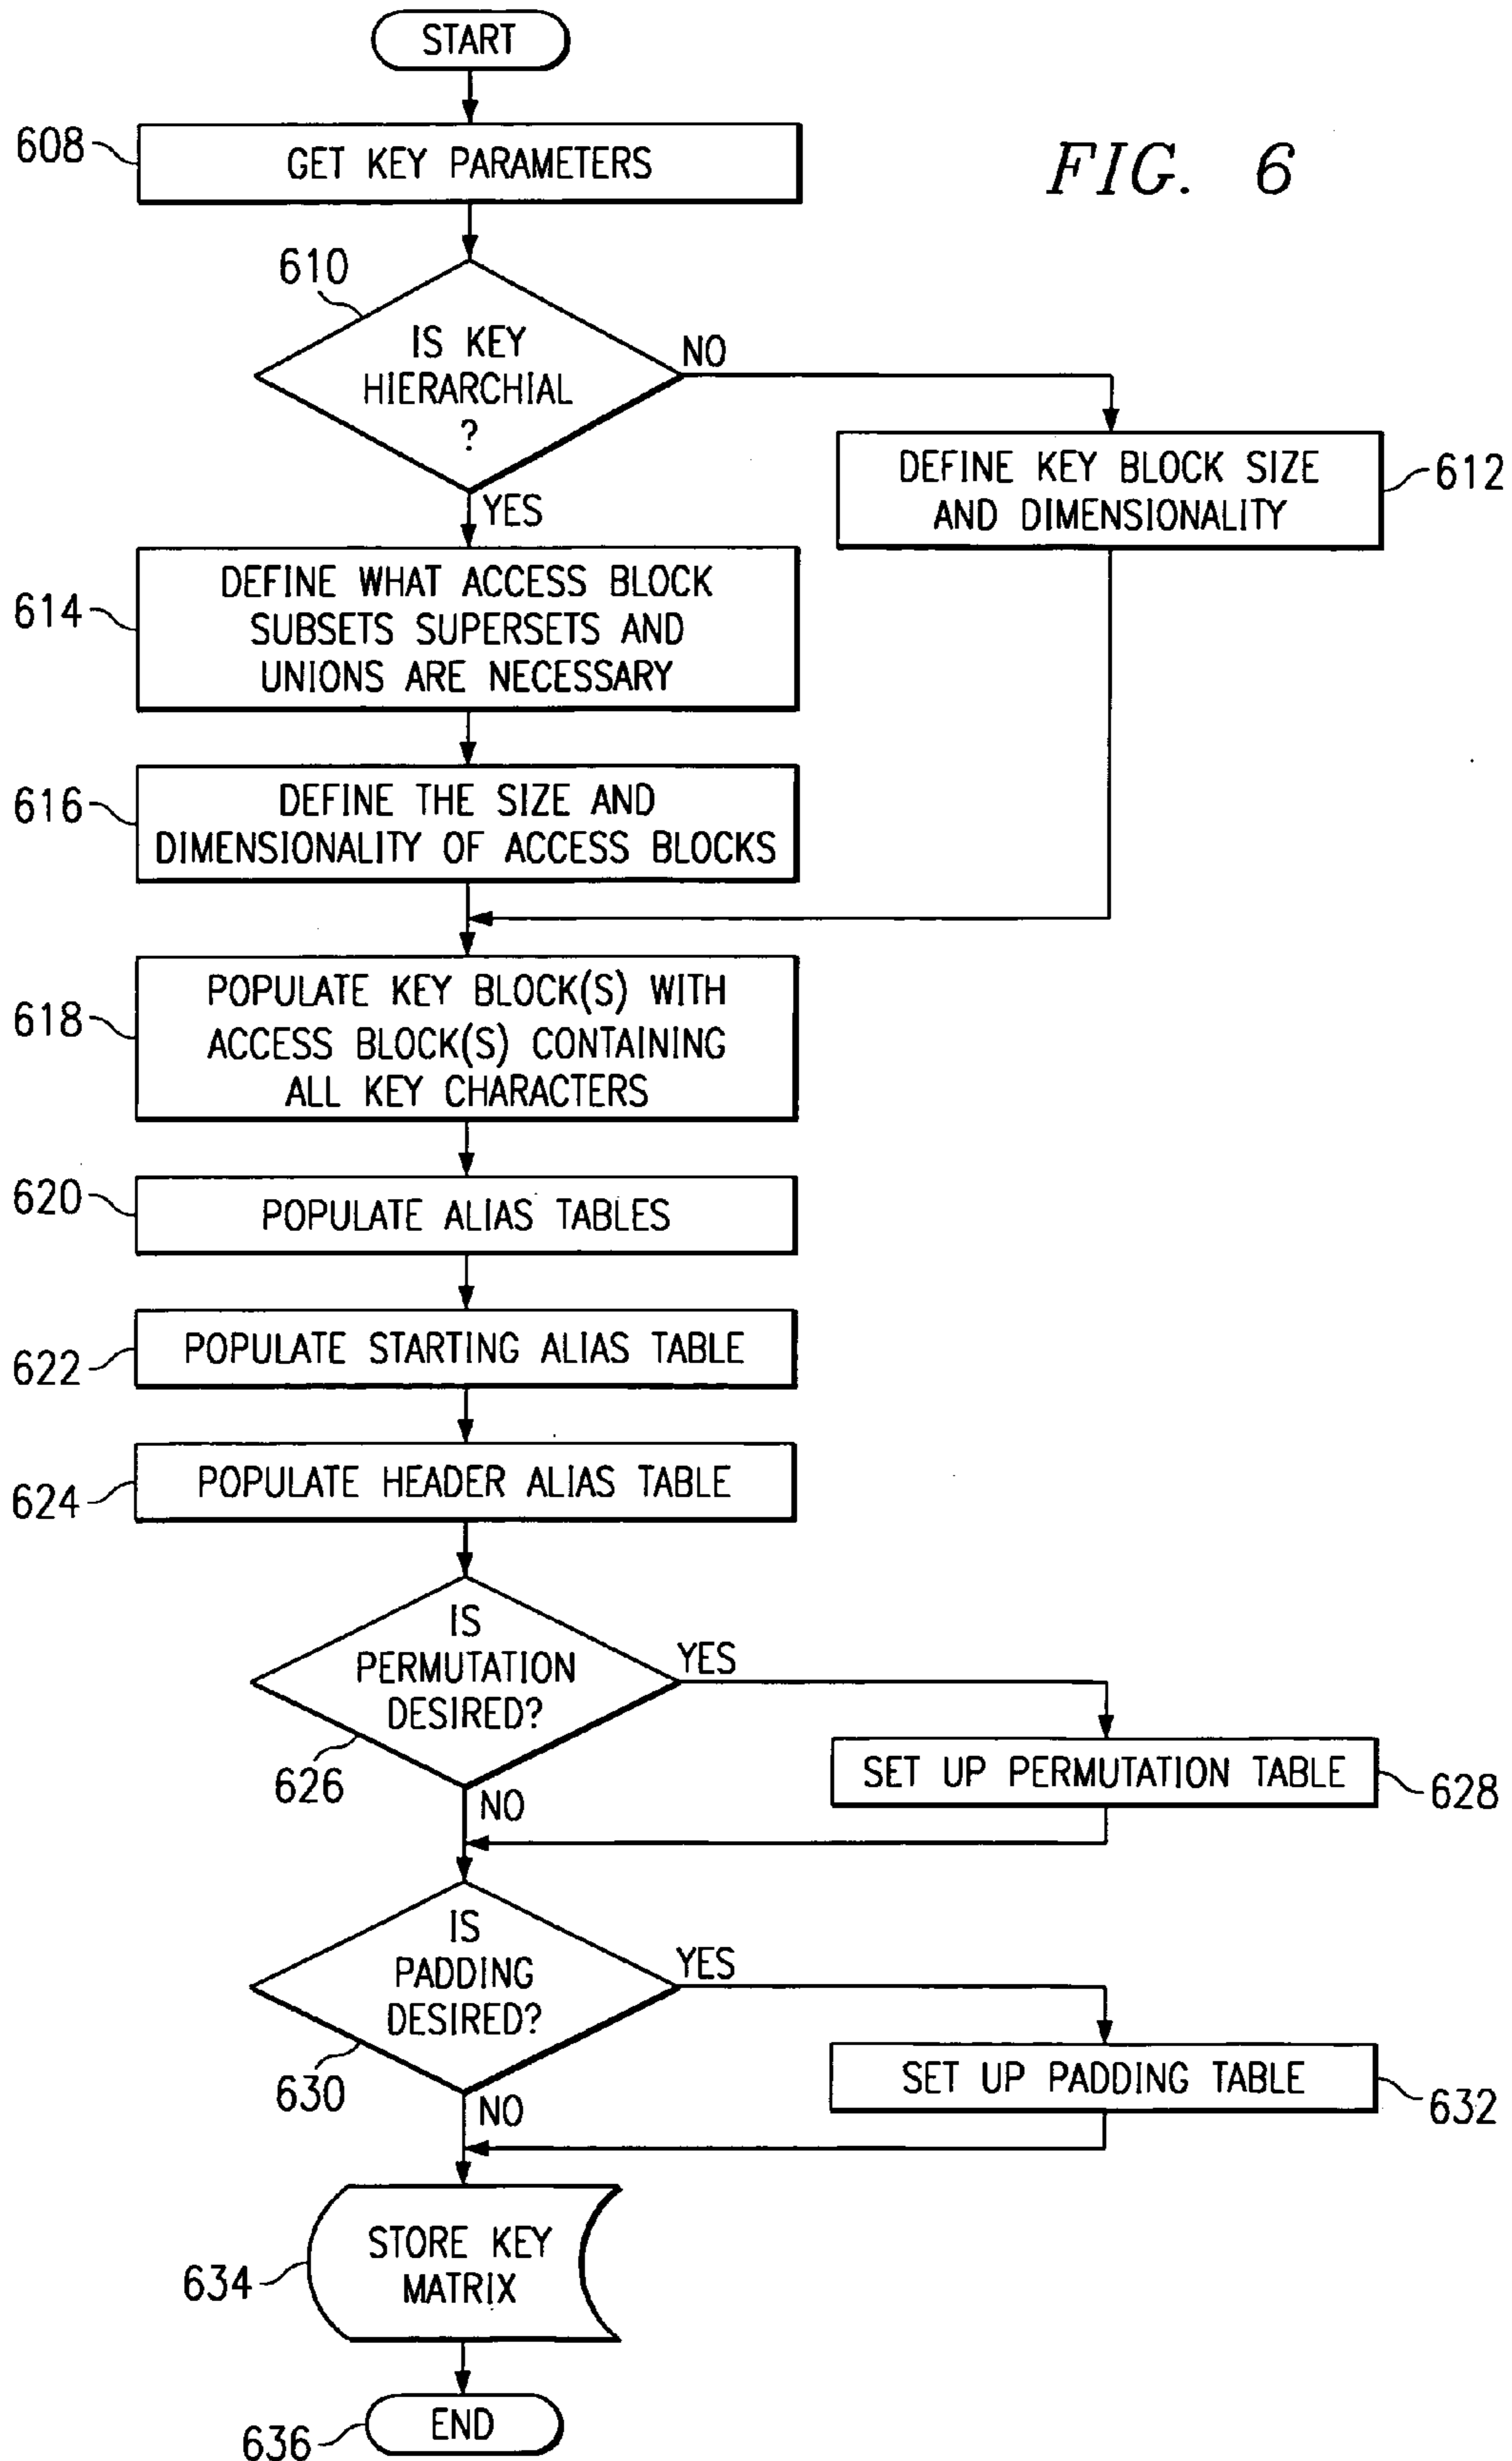 START
608
GET KEY PARAMETERS
FIG. 6
610
IS KEY
HIERARCHIAL
?
NO
YES
DEFINE KEY BLOCK SIZE
AND DIMENSIONALITY
612
614
DEFINE WHAT ACCESS BLOCK
SUBSETS SUPERSETS AND
UNIONS ARE NECESSARY
616
DEFINE THE SIZE AND
DIMENSIONALITY OF ACCESS BLOCKS
618
POPULATE KEY BLOCK(S) WITH
ACCESS BLOCK(S) CONTAINING
ALL KEY CHARACTERS
620
POPULATE ALIAS TABLES
622
POPULATE STARTING ALIAS TABLE
624
POPULATE HEADER ALIAS TABLE
IS
PERMUTATION
DESIRED?
YES
626
NO
SET UP PERMUTATION TABLE
628
IS
PADDING
DESIRED?
YES
630
NO
SET UP PADDING TABLE
632
634
STORE KEY
MATRIX
636
END